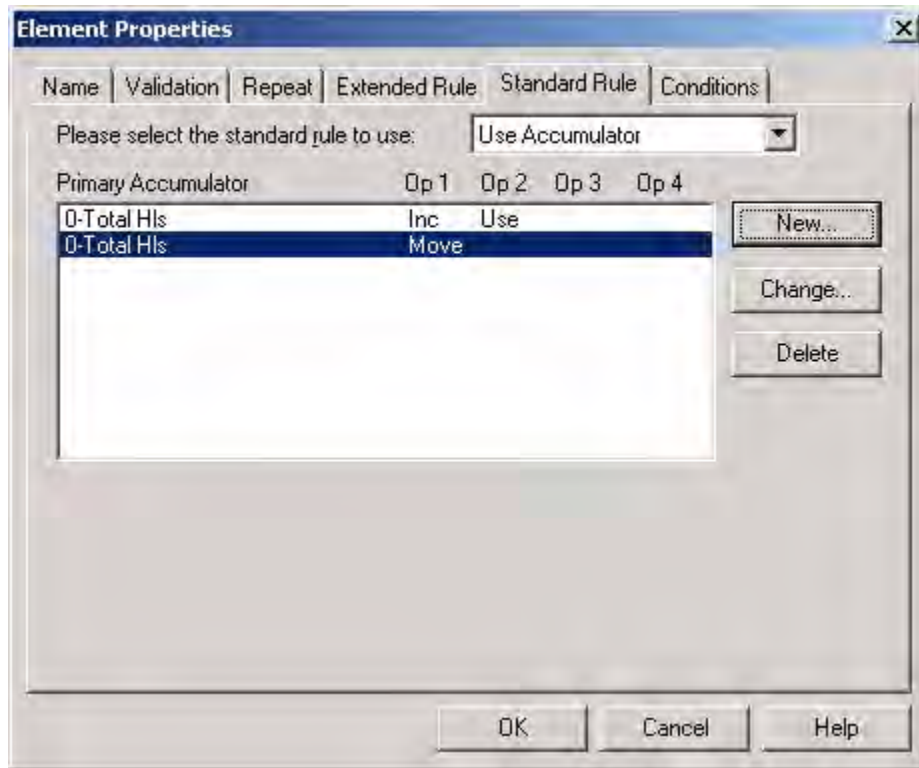 Element Properties
Name Validation Repeat Extended Rule Standard Rule Conditions
Please select the standard rule to use: Use Accumulator
Primary Accumulator Op 1 Op 2 Op 3 Op 4
0-Total Hls Inc Use
0-Total Hls Move
New...
Change...
Delete
OK Cancel Help